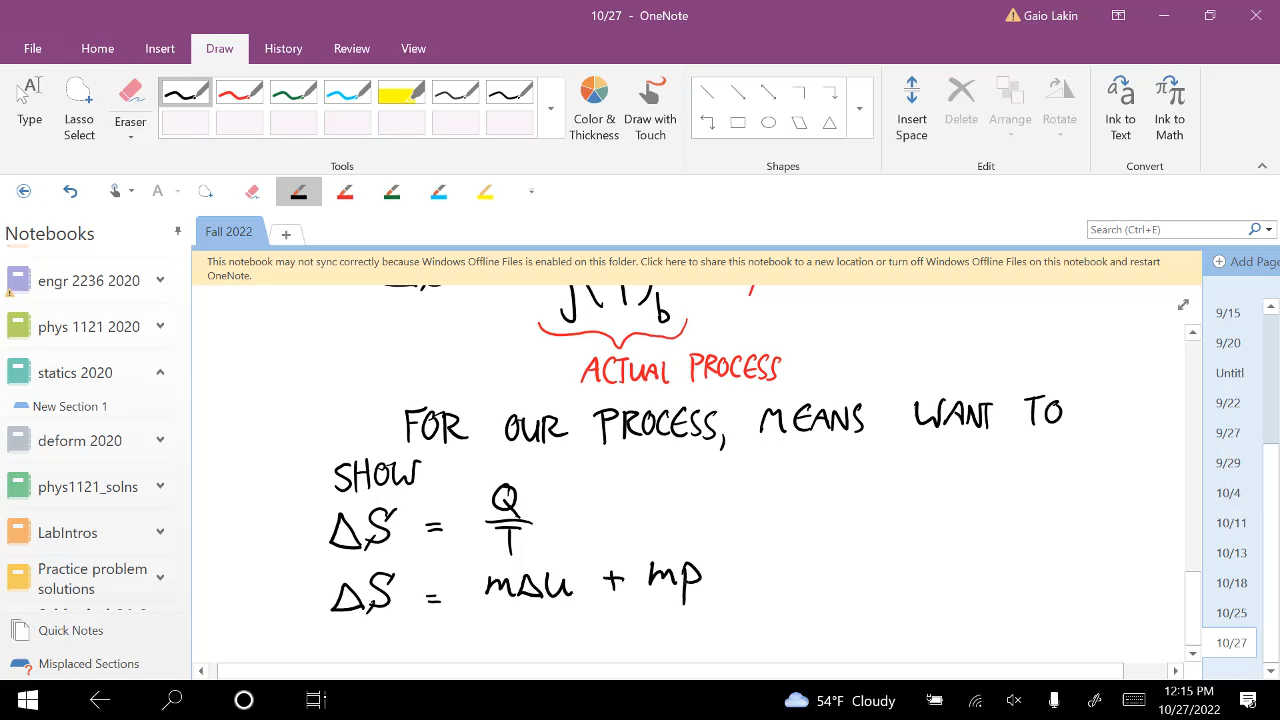 10/27 - OneNote
Gaio Lakin
File Home Insert Draw History Review View
Type
Lasso Select
Eraser
Color & Thickness
Draw with Touch
Insert Space
Delete
Arrange
Rotate
Ink to Text
Ink to Math
Tools
Shapes
Edit
Convert
Notebooks
Fall 2022
Search (Ctrl+E)
This notebook may not sync correctly because Windows Offline Files is enabled on this folder. Click here to share this notebook to a new location or turn off Windows Offline Files on this notebook and restart
OneNote.
Add Page
engr 2236 2020
phys 1121 2020
statics 2020
New Section 1
deform 2020
phys1121_solns
LabIntros
Practice problem
solutions
Quick Notes
Misplaced Sections
∫( T )b
ACTUAL PROCESS
FOR OUR PROCESS, MEANS WANT TO
SHOW
ΔS = Q/T
ΔS = mΔu + mp
9/15
9/20
Untitl
9/22
9/27
9/29
10/4
10/11
10/13
10/18
10/25
10/27
54°F Cloudy
12:15 PM
10/27/2022